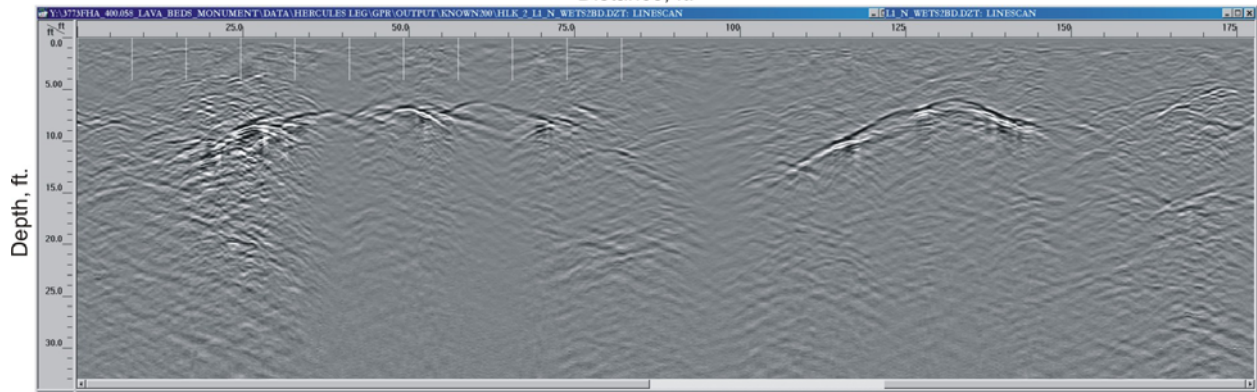 Y:\3773FHA_400.058_LAVA_BEDS_MONUMENT\DATA\HERCULES LEG\GPR\OUTPUT\KNOWN200\HLK_2_L1_N_WETS2BD.DZT: LINESCAN
L1_N_WETS2BD.DZT: LINESCAN
ft /ft 25.0 50.0 75.0 100 125 150 175
0.0
5.00
10.0
15.0
20.0
25.0
30.0
Depth, ft.